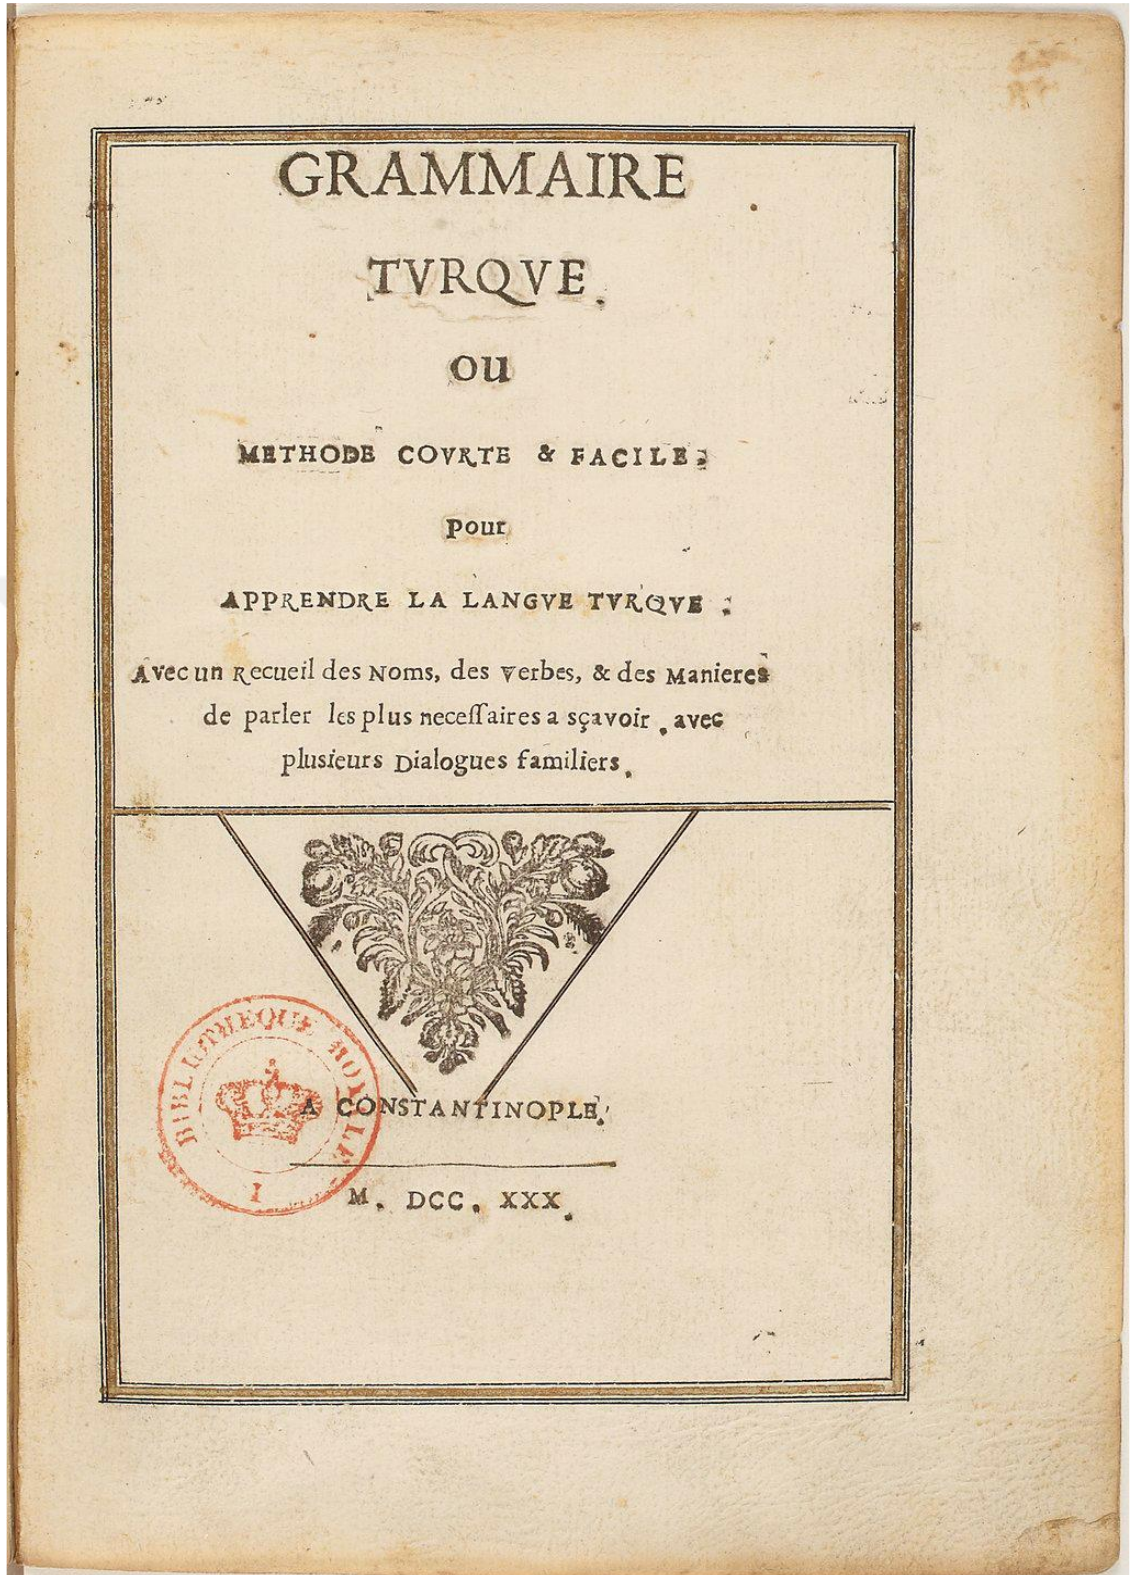 GRAMMAIRE
TVRQVE.
OU
METHODE COVRTE & FACILE.
pour
APPRENDRE LA LANGVE TVRQVE :
Avec un Recueil des Noms, des verbes, & des Manieres
de parler les plus neceſſaires a sçavoir . avec
plusieurs Dialogues familiers.
BIBLIOTHEQUE ROYALE
I
A CONSTANTINOPLE.
M. DCC. XXX.